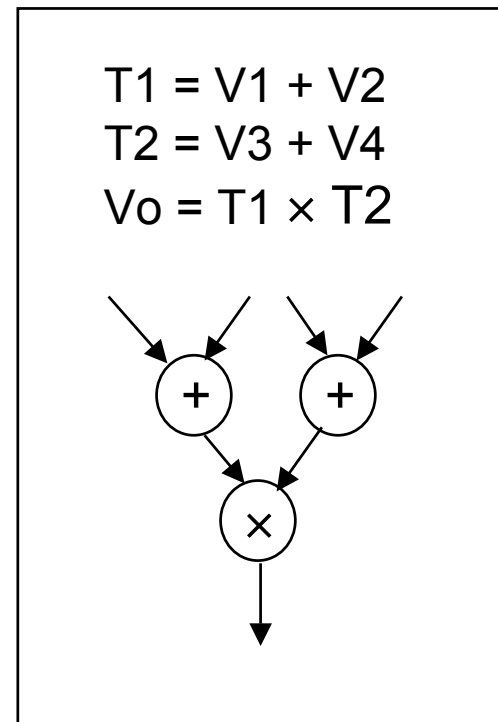 T1 = V1 + V2
T2 = V3 + V4
Vo = T1 × T2
+ +
×